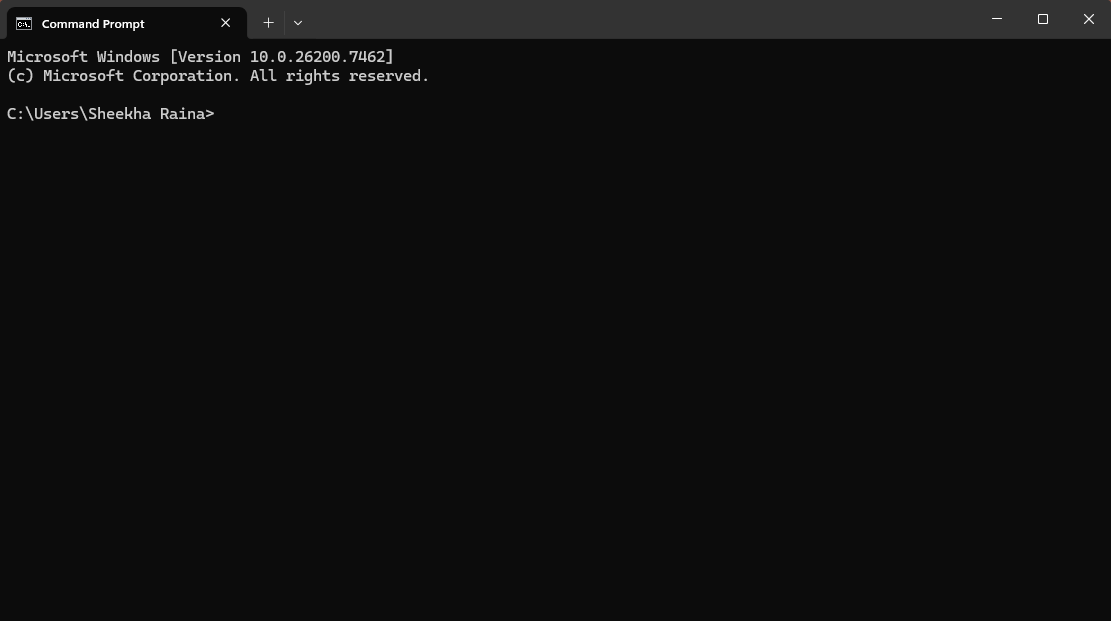 Command Prompt
Microsoft Windows [Version 10.0.26200.7462]
(c) Microsoft Corporation. All rights reserved.
C:\Users\Sheekha Raina>